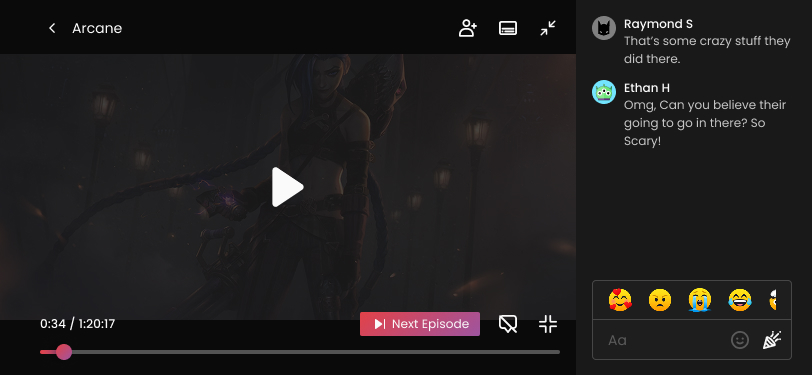 Arcane
0:34 / 1:20:17
Next Episode
Raymond S
That's some crazy stuff they
did there.
Ethan H
Omg, Can you believe their
going to go in there? So
Scary!
Aa